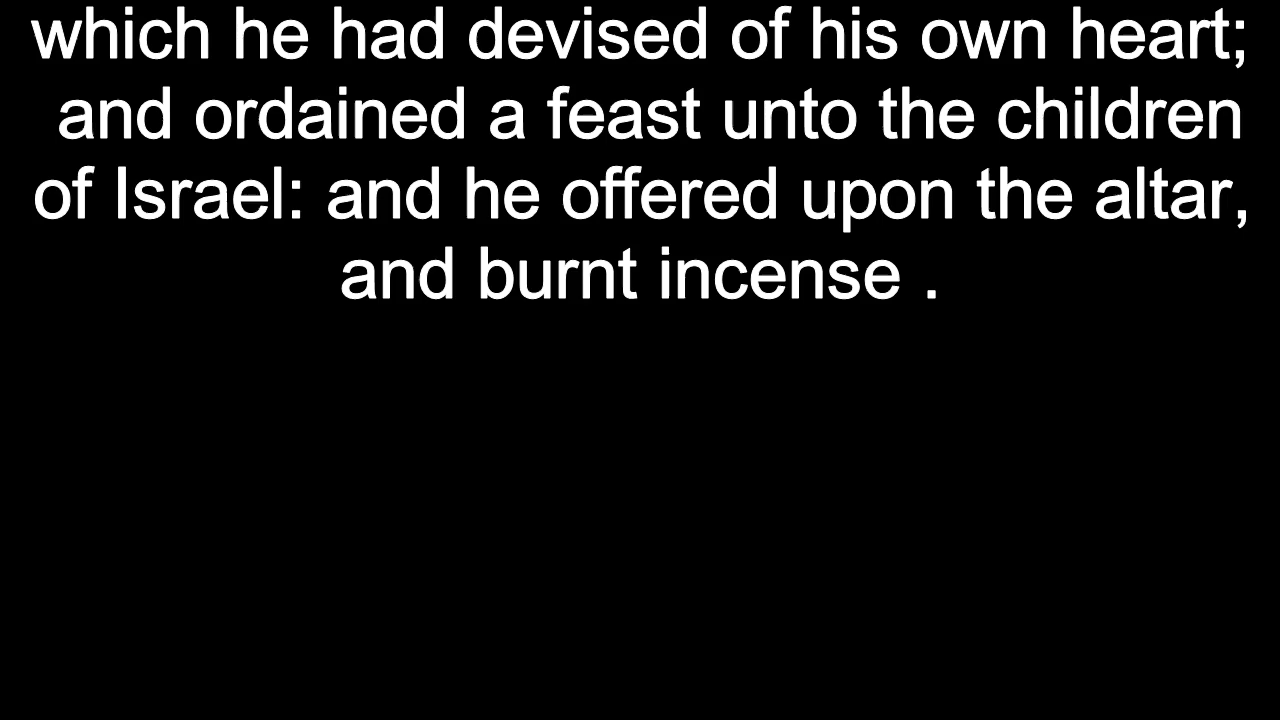 which he had devised of his own heart;
and ordained a feast unto the children
of Israel: and he offered upon the altar,
and burnt incense .